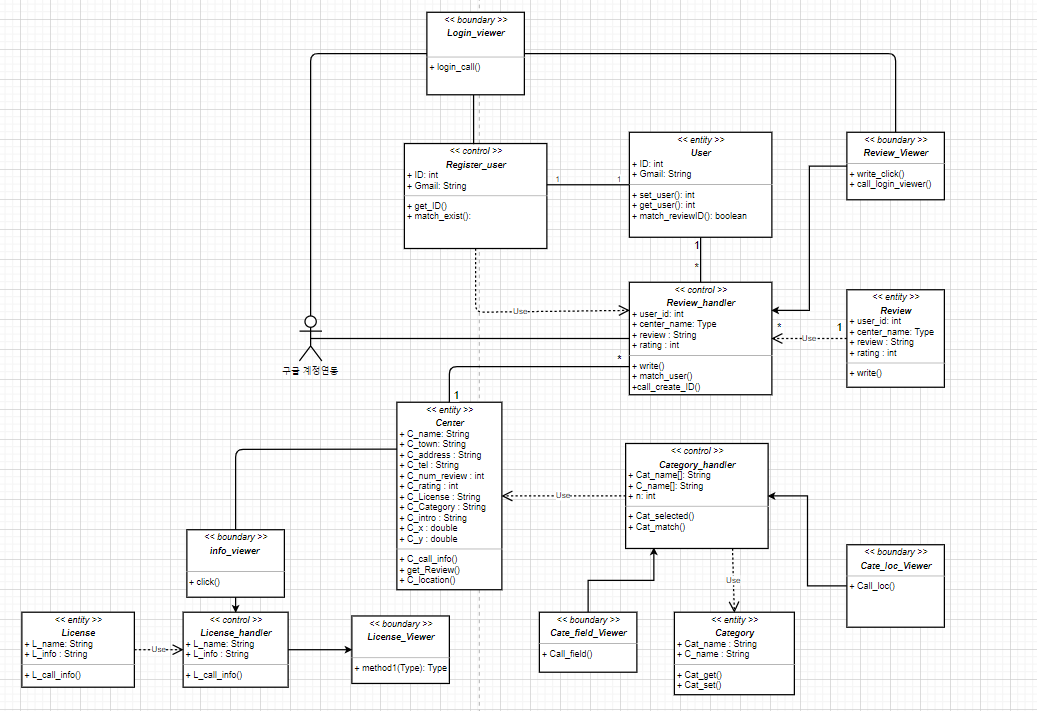 << boundary >>
Login_viewer
+ login_call()
<< control >>
Register_user
+ ID: int
+ Gmail: String
+ get_ID()
+ match_exist():
1
1
<< entity >>
User
+ ID: int
+ Gmail: String
+ set_user(): int
+ get_user(): int
+ match_reviewID(): boolean
<< boundary >>
Review_Viewer
+ write_click()
+ call_login_viewer()
1
*
<< control >>
Review_handler
+ user_id: int
+ center_name: Type
+ review : String
+ rating : int
+ write()
+ match_user()
+call_create_ID()
Use
*
1
Use
<< entity >>
Review
+ user_id: int
+ center_name: Type
+ review : String
+ rating : int
+ write()
구글 계정연동
*
1
<< entity >>
Center
+ C_name: String
+ C_town: String
+ C_address : String
+ C_tel : String
+ C_num_review : int
+ C_rating : int
+ C_License : String
+ C_Category : String
+ C_intro : String
+ C_x : double
+ C_y : double
+ C_call_info()
+ get_Review()
+ C_location()
Use
<< control >>
Category_handler
+ Cat_name[]: String
+ C_name[]: String
+ n: int
+ Cat_selected()
+ Cat_match()
<< boundary >>
info_viewer
+ click()
<< boundary >>
Cate_loc_Viewer
+ Call_loc()
Use
<< entity >>
License
+ L_name: String
+ L_info : String
+ L_call_info()
Use
<< control >>
License_handler
+ L_name: String
+ L_info : String
+ L_call_info()
<< boundary >>
License_Viewer
+ method1(Type): Type
<< boundary >>
Cate_field_Viewer
+ Call_field()
<< entity >>
Category
+ Cat_name : String
+ C_name : String
+ Cat_get()
+ Cat_set()